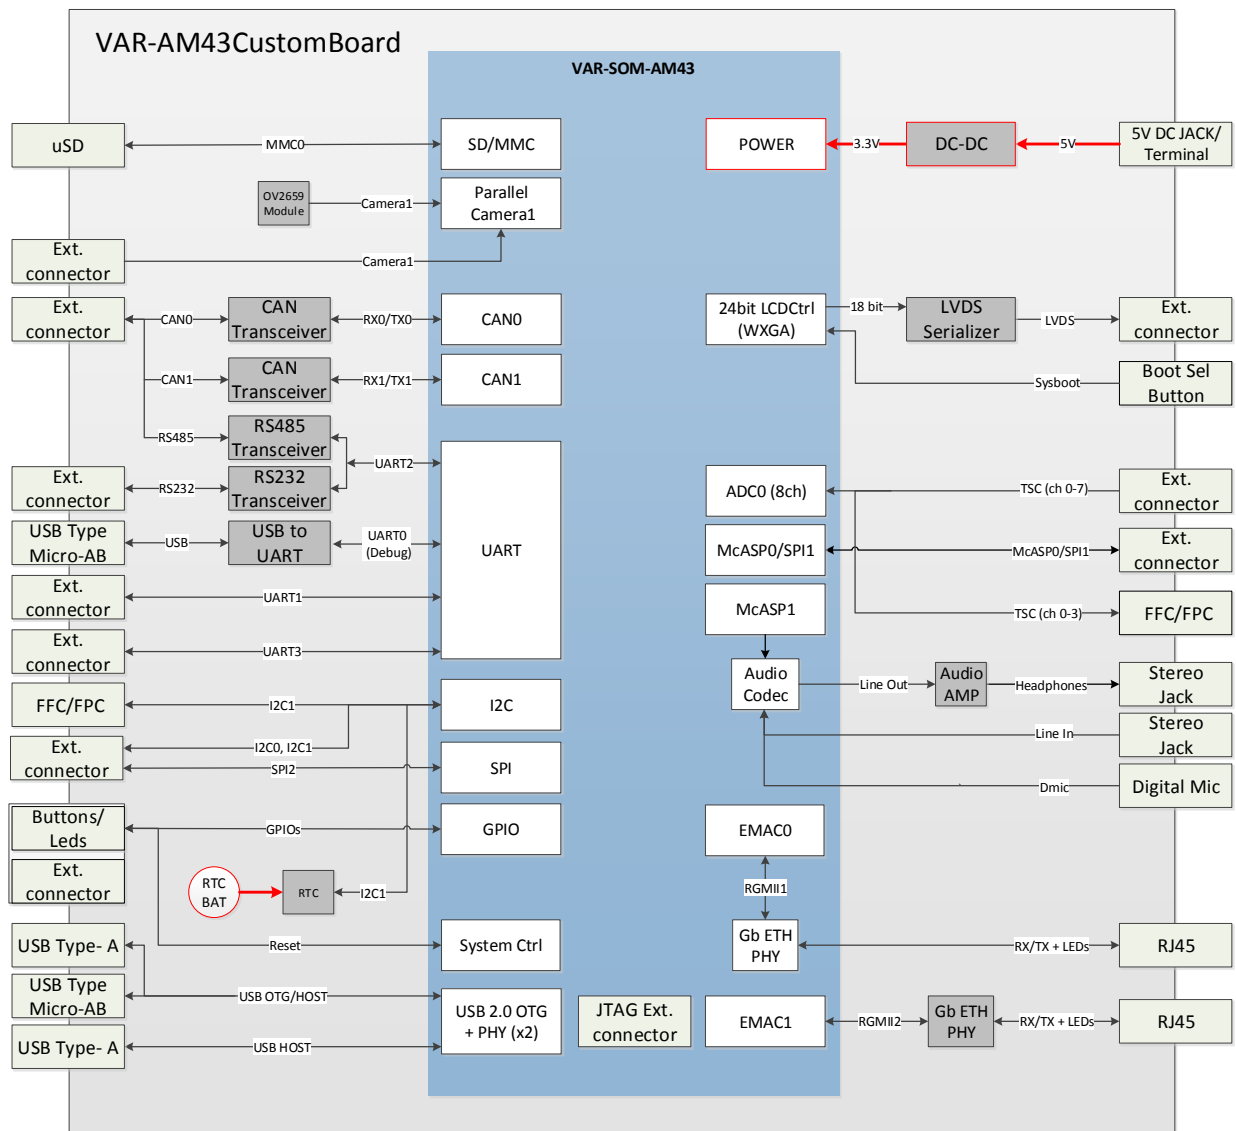 VAR-AM43CustomBoard
VAR-SOM-AM43
uSD
MMC0
SD/MMC
POWER
3.3V
DC-DC
5V
5V DC JACK/
Terminal
OV2659
Module
Camera1
Parallel
Camera1
Ext.
connector
Camera1
Ext.
connector
CAN0
CAN
Transceiver
RX0/TX0
CAN0
24bit LCDCtrl
(WXGA)
18 bit
LVDS
Serializer
LVDS
Ext.
connector
CAN1
CAN
Transceiver
RX1/TX1
CAN1
Sysboot
Boot Sel
Button
RS485
RS485
Transceiver
UART2
Ext.
connector
RS232
RS232
Transceiver
ADC0 (8ch)
TSC (ch 0-7)
Ext.
connector
USB Type
Micro-AB
USB
USB to
UART
UART0
(Debug)
UART
McASP0/SPI1
McASP0/SPI1
Ext.
connector
Ext.
connector
UART1
McASP1
TSC (ch 0-3)
FFC/FPC
Ext.
connector
UART3
Audio
Codec
Line Out
Audio
AMP
Headphones
Stereo
Jack
FFC/FPC
I2C1
I2C
Line In
Stereo
Jack
Ext.
connector
I2C0, I2C1
SPI2
SPI
Dmic
Digital Mic
Buttons/
Leds
GPIOs
GPIO
EMAC0
Ext.
connector
RTC
BAT
RTC
I2C1
RGMII1
USB Type- A
Reset
System Ctrl
Gb ETH
PHY
RX/TX + LEDs
RJ45
USB Type
Micro-AB
USB OTG/HOST
USB 2.0 OTG
+ PHY (x2)
JTAG Ext.
connector
EMAC1
RGMII2
Gb ETH
PHY
RX/TX + LEDs
RJ45
USB Type- A
USB HOST